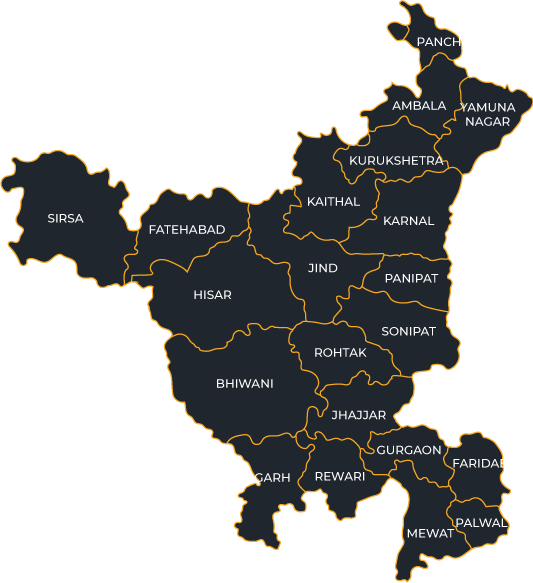 PANCH
AMBALA
YAMUNA
NAGAR
KURUKSHETRA
KAITHAL
KARNAL
SIRSA
FATEHABAD
JIND
PANIPAT
HISAR
SONIPAT
ROHTAK
BHIWANI
JHAJJAR
GURGAON
FARIDAB
GARH
REWARI
PALWAL
MEWAT